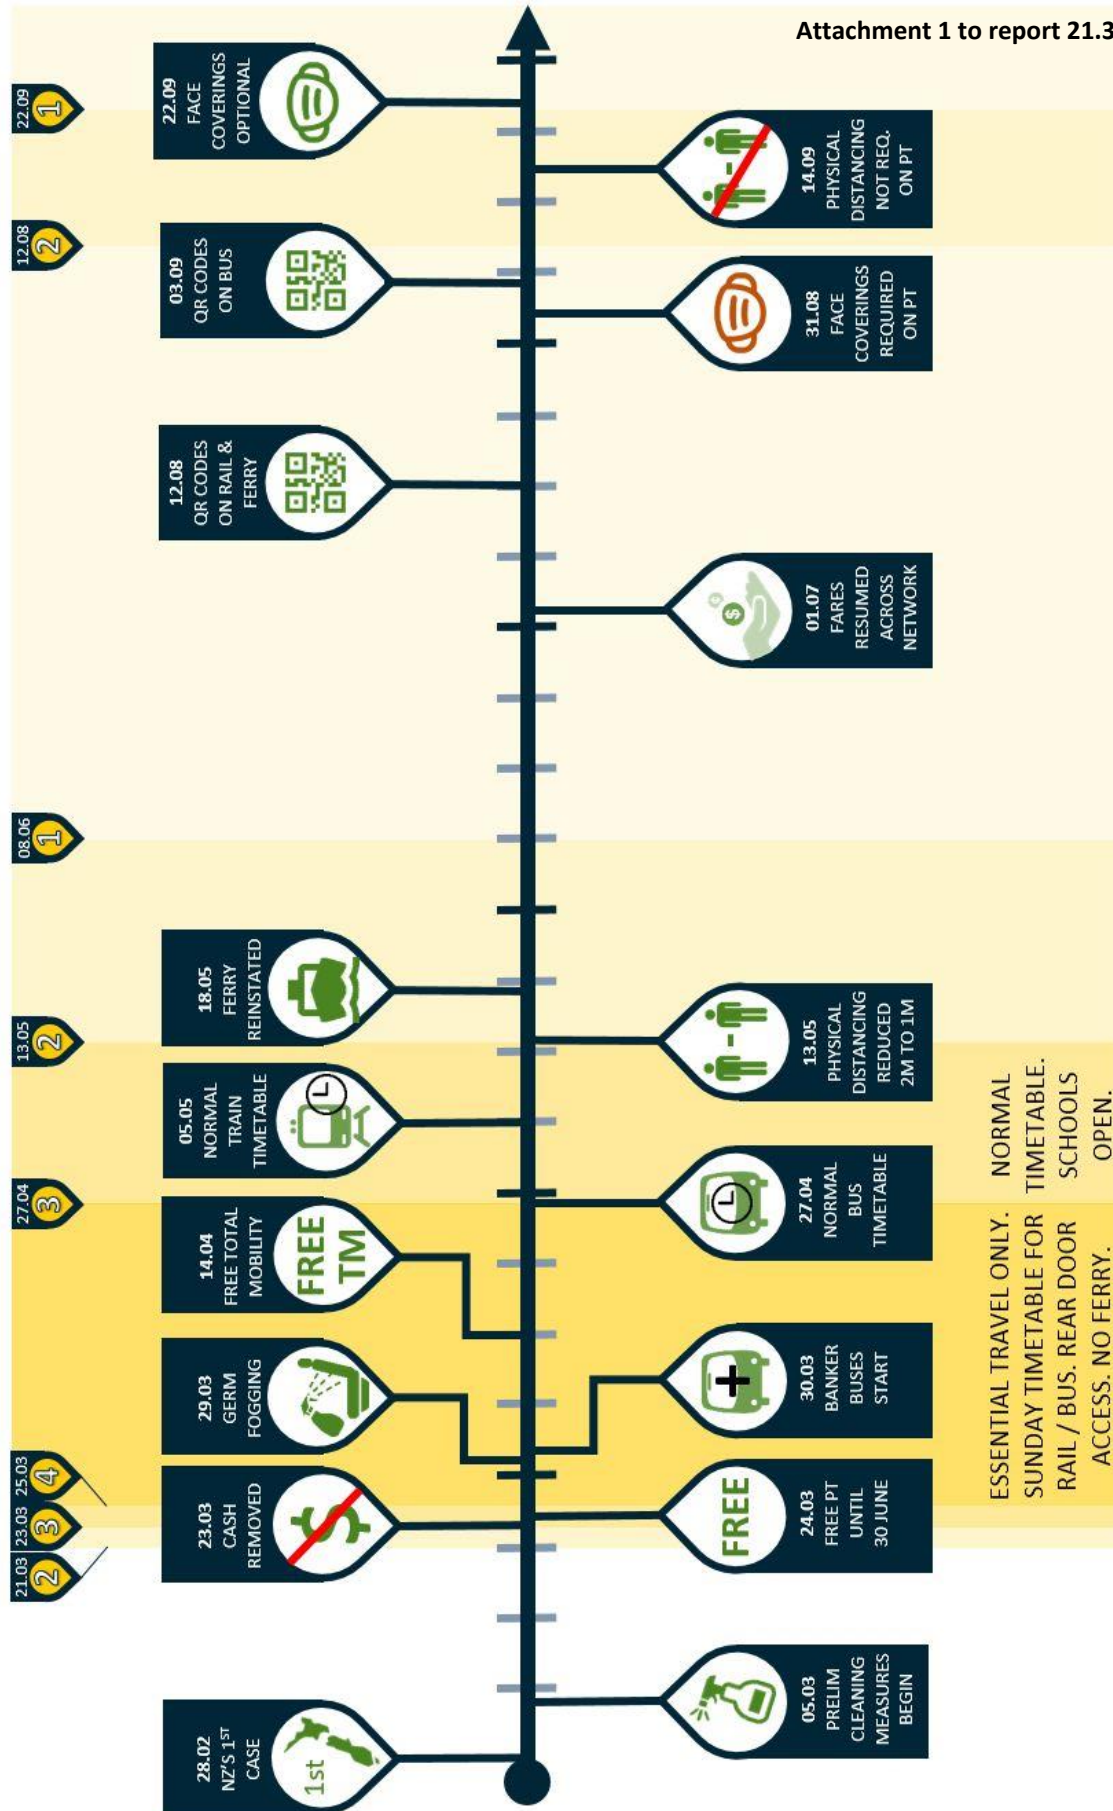 Attachment 1 to report 21.3
21.03
2
23.03
3
25.03
4
27.04
3
13.05
2
08.06
1
12.08
2
22.09
1
28.02
NZ'S 1ST
CASE
1st
23.03
CASH
REMOVED
$
29.03
GERM
FOGGING
14.04
FREE TOTAL
MOBILITY
FREE
TM
05.05
NORMAL
TRAIN
TIMETABLE
18.05
FERRY
REINSTATED
12.08
QR CODES
ON RAIL &
FERRY
03.09
QR CODES
ON BUS
22.09
FACE
COVERINGS
OPTIONAL
05.03
PRELIM
CLEANING
MEASURES
BEGIN
FREE
24.03
FREE PT
UNTIL
30 JUNE
30.03
BANKER
BUSES
START
27.04
NORMAL
BUS
TIMETABLE
13.05
PHYSICAL
DISTANCING
REDUCED
2M TO 1M
$
01.07
FARES
RESUMED
ACROSS
NETWORK
31.08
FACE
COVERINGS
REQUIRED
ON PT
14.09
PHYSICAL
DISTANCING
NOT REQ.
ON PT
ESSENTIAL TRAVEL ONLY.
SUNDAY TIMETABLE FOR
RAIL / BUS. REAR DOOR
ACCESS. NO FERRY.
NORMAL
TIMETABLE.
SCHOOLS
OPEN.